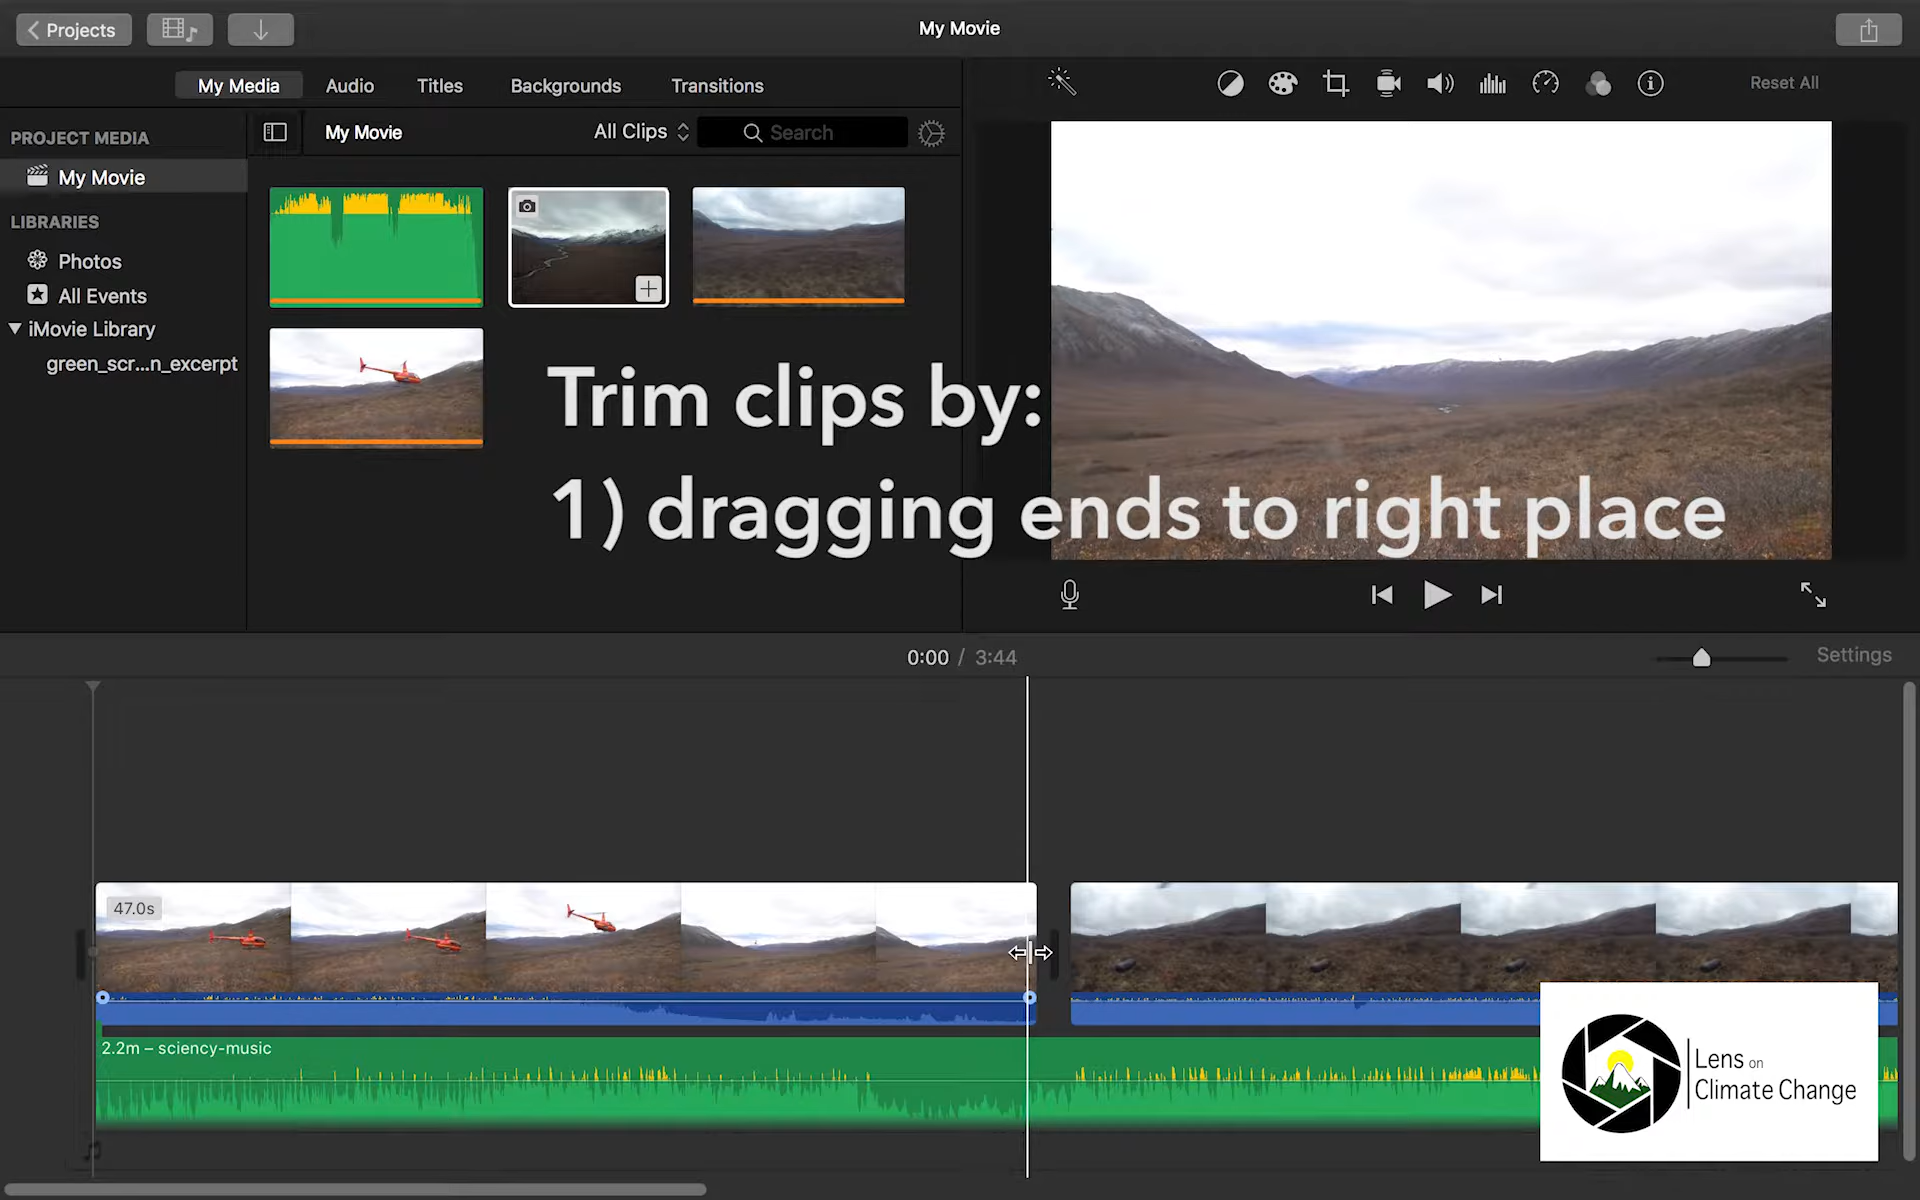 Projects
My Movie
My Media
Audio
Titles
Backgrounds
Transitions
Reset All
PROJECT MEDIA
My Movie
All Clips
Search
My Movie
LIBRARIES
Photos
All Events
iMovie Library
green_scr...n_excerpt
Trim clips by:
1) dragging ends to right place
0:00 / 3:44
Settings
47.0s
2.2m – sciency-music
Lens on
Climate Change